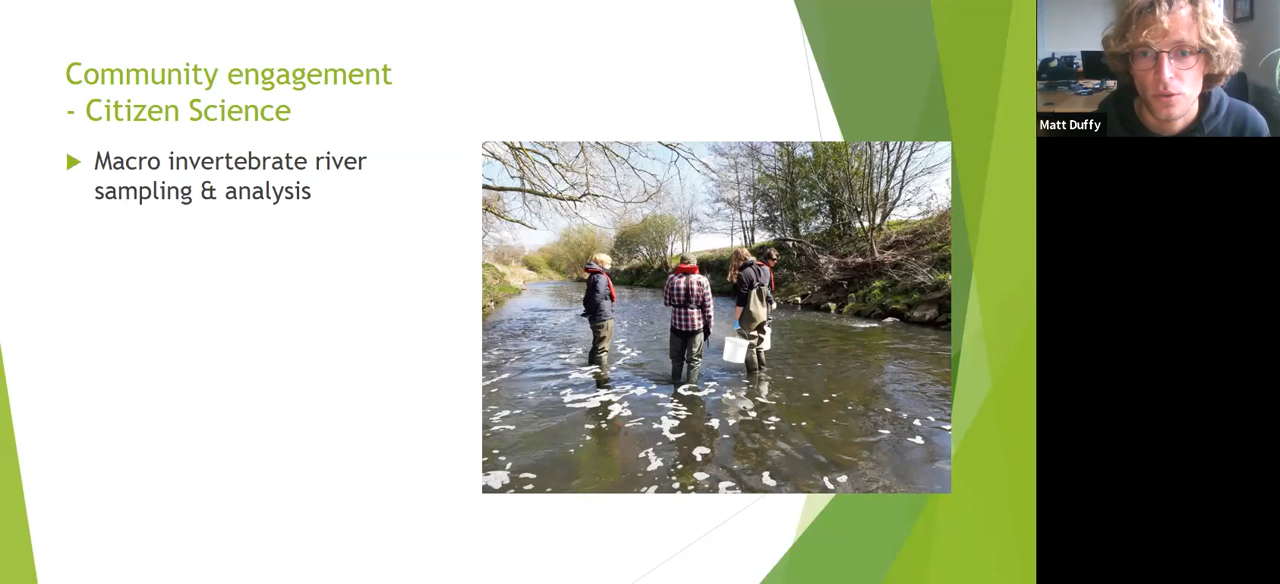 Community engagement
- Citizen Science
Macro invertebrate river
sampling & analysis
Matt Duffy